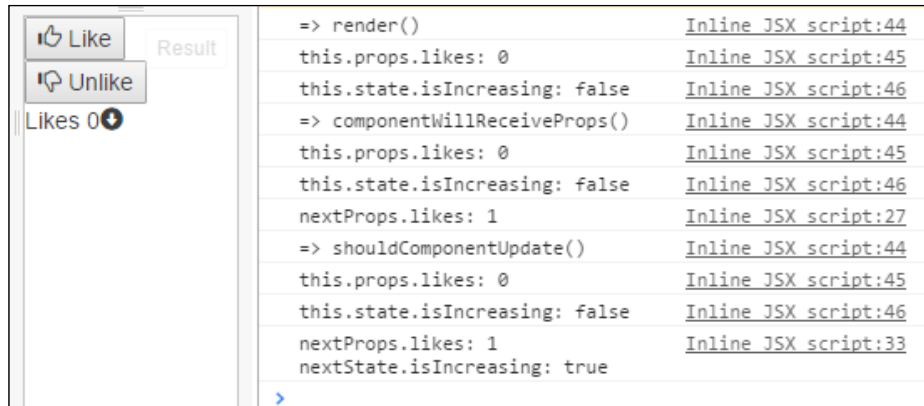 Like
Result
Unlike
Likes 0
=> render() Inline JSX script:44
this.props.likes: 0 Inline JSX script:45
this.state.isIncreasing: false Inline JSX script:46
=> componentWillReceiveProps() Inline JSX script:44
this.props.likes: 0 Inline JSX script:45
this.state.isIncreasing: false Inline JSX script:46
nextProps.likes: 1 Inline JSX script:27
=> shouldComponentUpdate() Inline JSX script:44
this.props.likes: 0 Inline JSX script:45
this.state.isIncreasing: false Inline JSX script:46
nextProps.likes: 1 Inline JSX script:33
nextState.isIncreasing: true
>